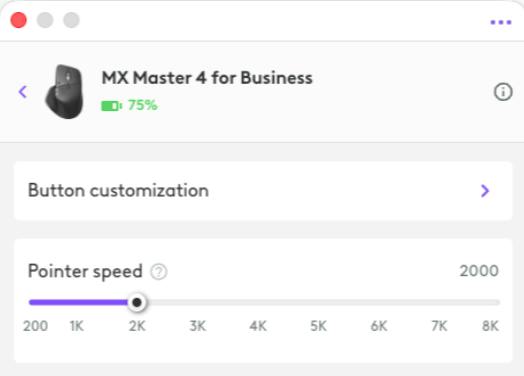 MX Master 4 for Business
75%
Button customization
Pointer speed 2000
200 1K 2K 3K 4K 5K 6K 7K 8K